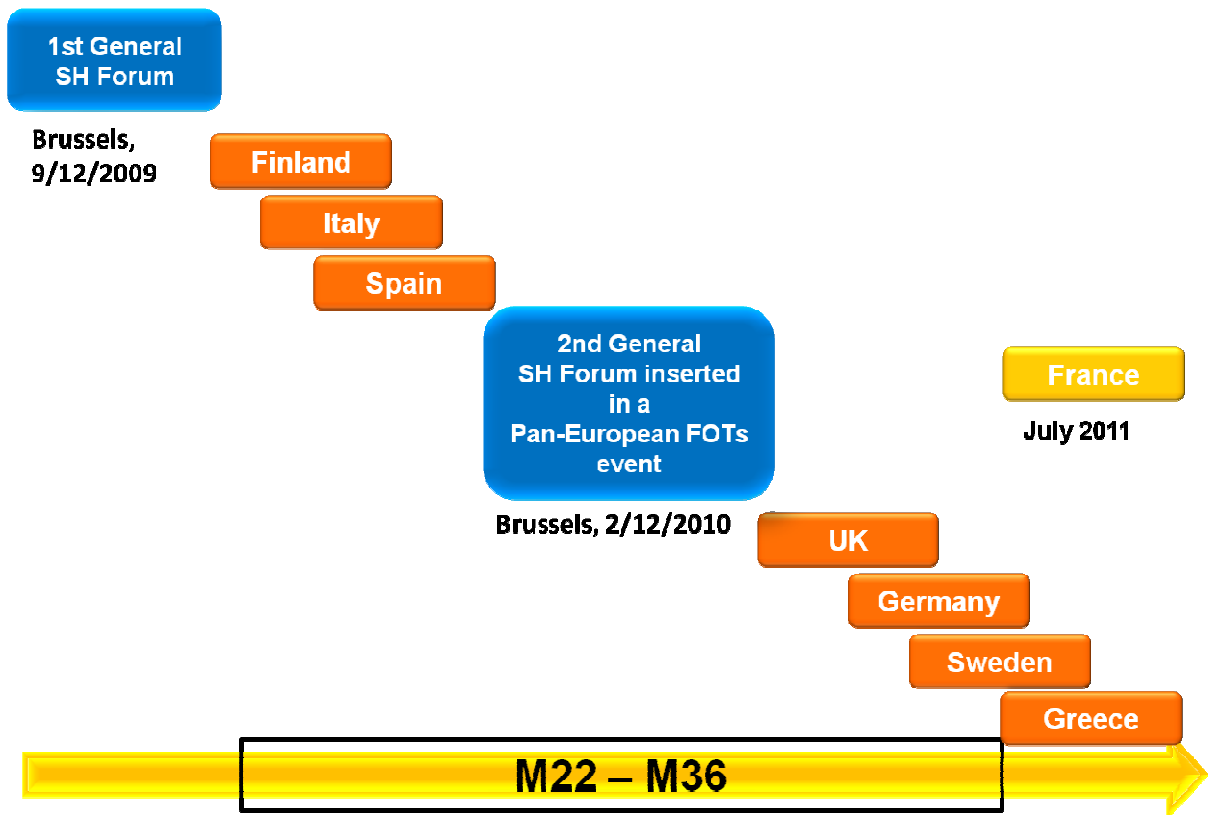 1st General
SH Forum
Brussels,
9/12/2009
Finland
Italy
Spain
2nd General
SH Forum inserted
in a
Pan-European FOTs
event
Brussels, 2/12/2010
France
July 2011
UK
Germany
Sweden
Greece
M22 – M36